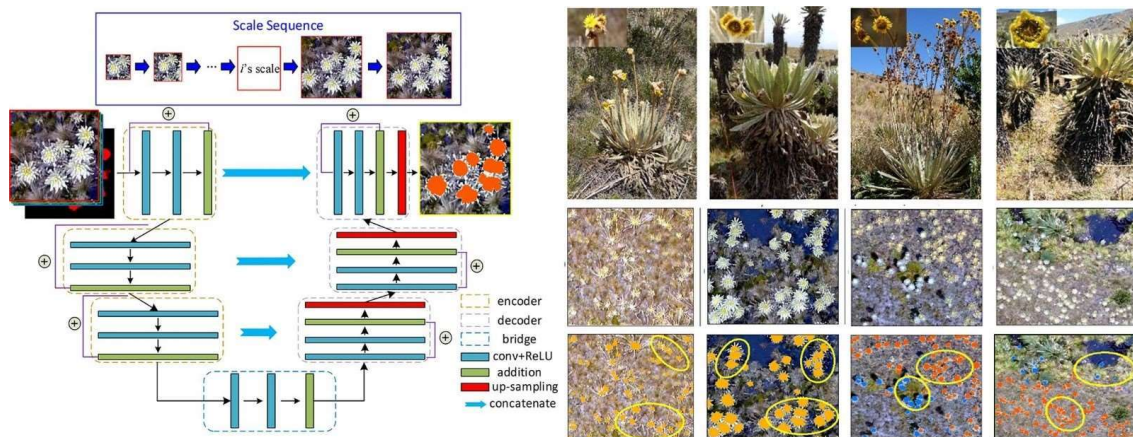 Scale Sequence
...
i's scale
encoder
decoder
bridge
conv+ReLU
addition
up-sampling
concatenate